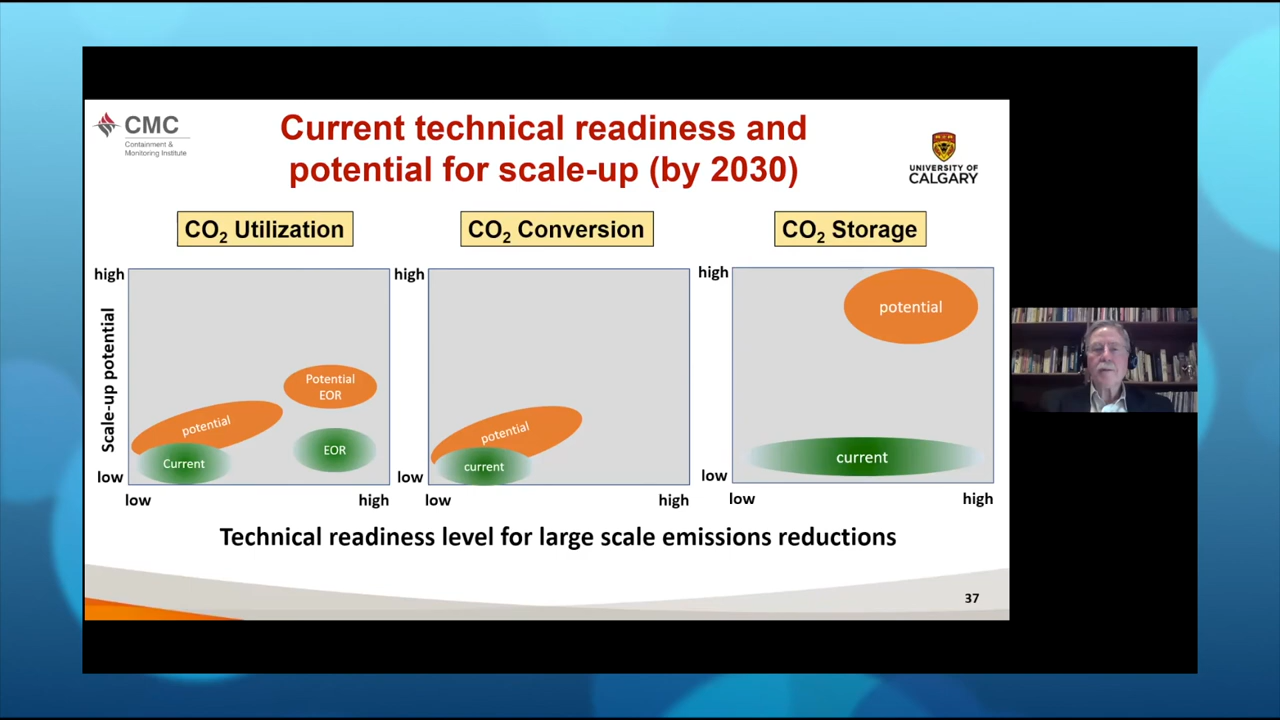 CMC
Containment &
Monitoring Institute
Current technical readiness and
potential for scale-up (by 2030)
UNIVERSITY OF
CALGARY
CO₂ Utilization
CO₂ Conversion
CO₂ Storage
high
Scale-up potential
Potential
EOR
potential
Current
EOR
low
low
high
high
potential
current
low
low
high
high
potential
current
low
low
high
Technical readiness level for large scale emissions reductions
37